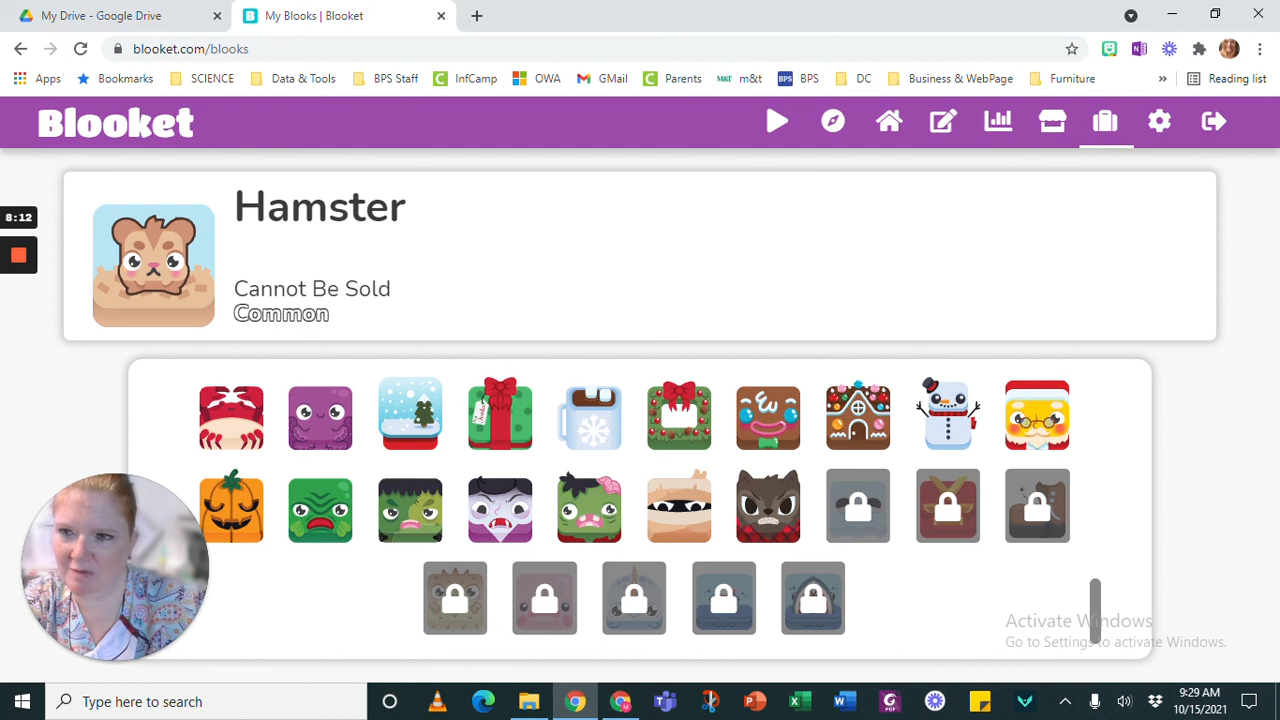 My Drive - Google Drive
My Blooks | Blooket
blooket.com/blooks
Apps Bookmarks SCIENCE Data & Tools BPS Staff InfCamp OWA GMail Parents M&T m&t BPS BPS DC Business & WebPage Furniture » Reading list
Blooket
8:12
Hamster
Cannot Be Sold
Common
Activate Windows
Go to Settings to activate Windows.
Type here to search
9:29 AM
10/15/2021